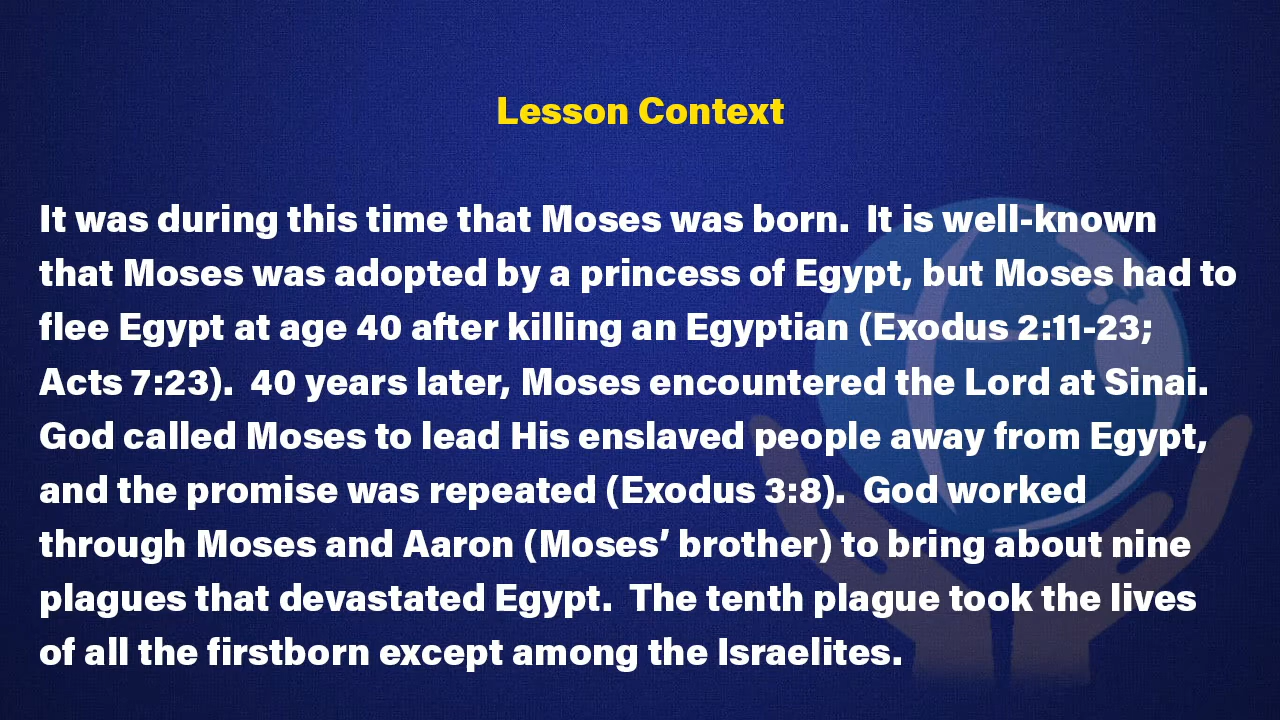 Lesson Context
It was during this time that Moses was born.  It is well-known
that Moses was adopted by a princess of Egypt, but Moses had to
flee Egypt at age 40 after killing an Egyptian (Exodus 2:11-23;
Acts 7:23).  40 years later, Moses encountered the Lord at Sinai.
God called Moses to lead His enslaved people away from Egypt,
and the promise was repeated (Exodus 3:8).  God worked
through Moses and Aaron (Moses’ brother) to bring about nine
plagues that devastated Egypt.  The tenth plague took the lives
of all the firstborn except among the Israelites.